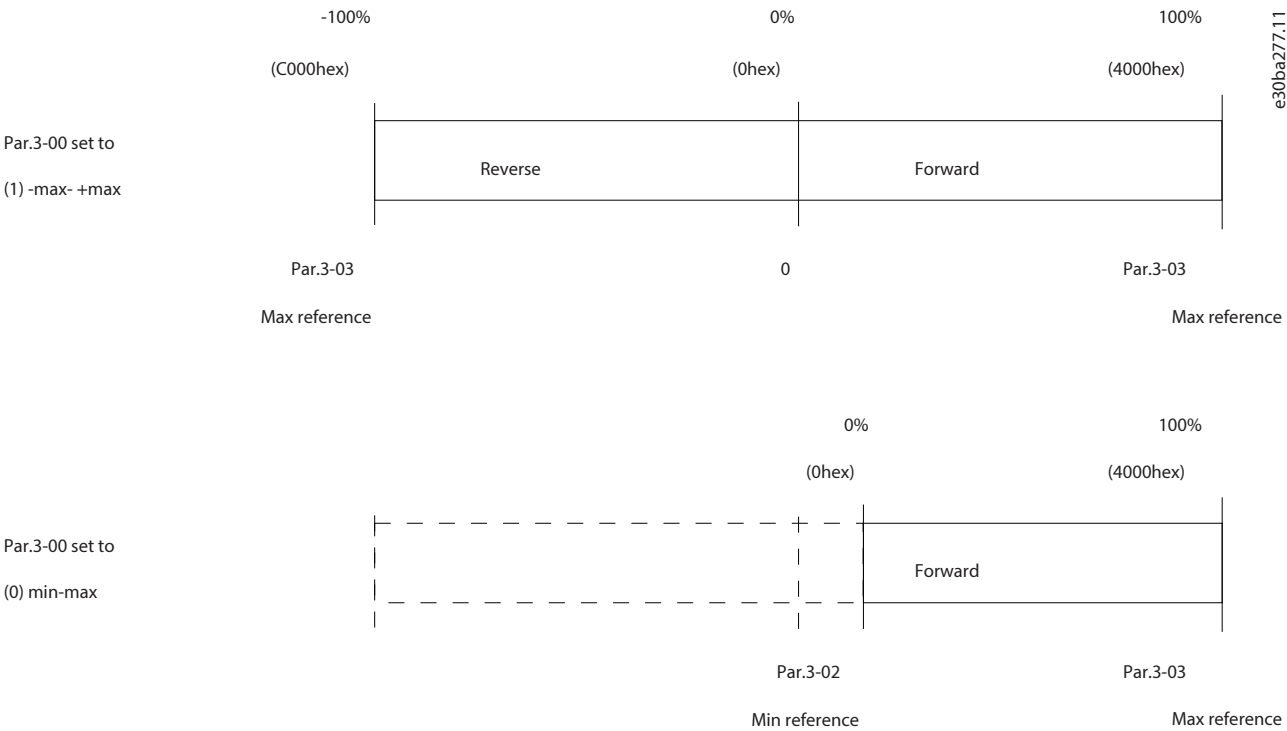 -100% 0% 100%
(C000hex) (0hex) (4000hex)
e30ba277.11
Par.3-00 set to
(1) -max- +max
Reverse Forward
Par.3-03 0 Par.3-03
Max reference Max reference
0% 100%
(0hex) (4000hex)
Par.3-00 set to
(0) min-max
Forward
Par.3-02 Par.3-03
Min reference Max reference